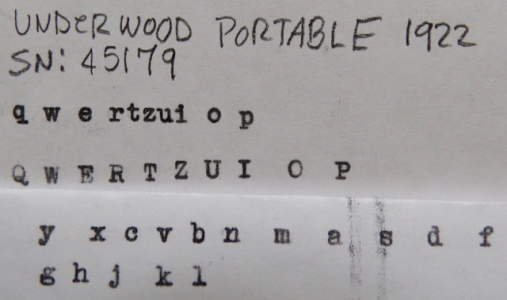 UNDERWOOD PORTABLE 1922
SN: 45179
q w e rtzui o p
Q W E R T Z U I O P
y x c v b n m a s d f
g h j k l